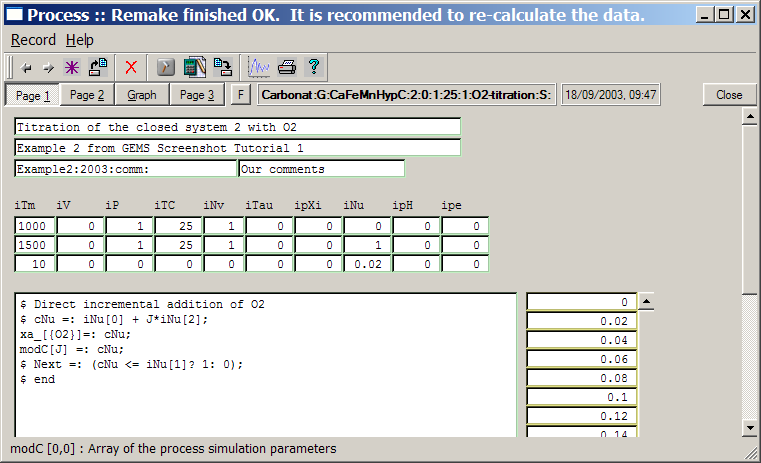 Process :: Remake finished OK. It is recommended to re-calculate the data.
Record Help
Page 1 Page 2 Graph Page 3 F Carbonat:G:CaFeMnHypC:2:0:1:25:1:O2-titration:S: 18/09/2003, 09:47 Close
Titration of the closed system 2 with O2
Example 2 from GEMS Screenshot Tutorial 1
Example2:2003:comm: Our comments
iTm iV iP iTC iNv iTau ipXi iNu ipH ipe
1000 0 1 25 1 0 0 0 0 0
1500 0 1 25 1 0 0 1 0 0
10 0 0 0 0 0 0 0.02 0 0
$ Direct incremental addition of O2
$ cNu =: iNu[0] + J*iNu[2];
xa_[{O2}]=: cNu;
modC[J] =: cNu;
$ Next =: (cNu <= iNu[1]? 1: 0);
$ end
0
0.02
0.04
0.06
0.08
0.1
0.12
0.14
modC [0,0] : Array of the process simulation parameters